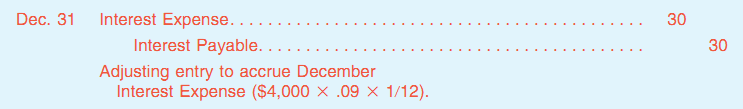 Dec. 31 Interest Expense. . . . . . . . . . . . . . . . . . . . . . . . . . . . . . . . . . . . . . . . . . . 30
Interest Payable. . . . . . . . . . . . . . . . . . . . . . . . . . . . . . . . . . . . . . . . 30
Adjusting entry to accrue December
Interest Expense ($4,000 × .09 × 1/12).